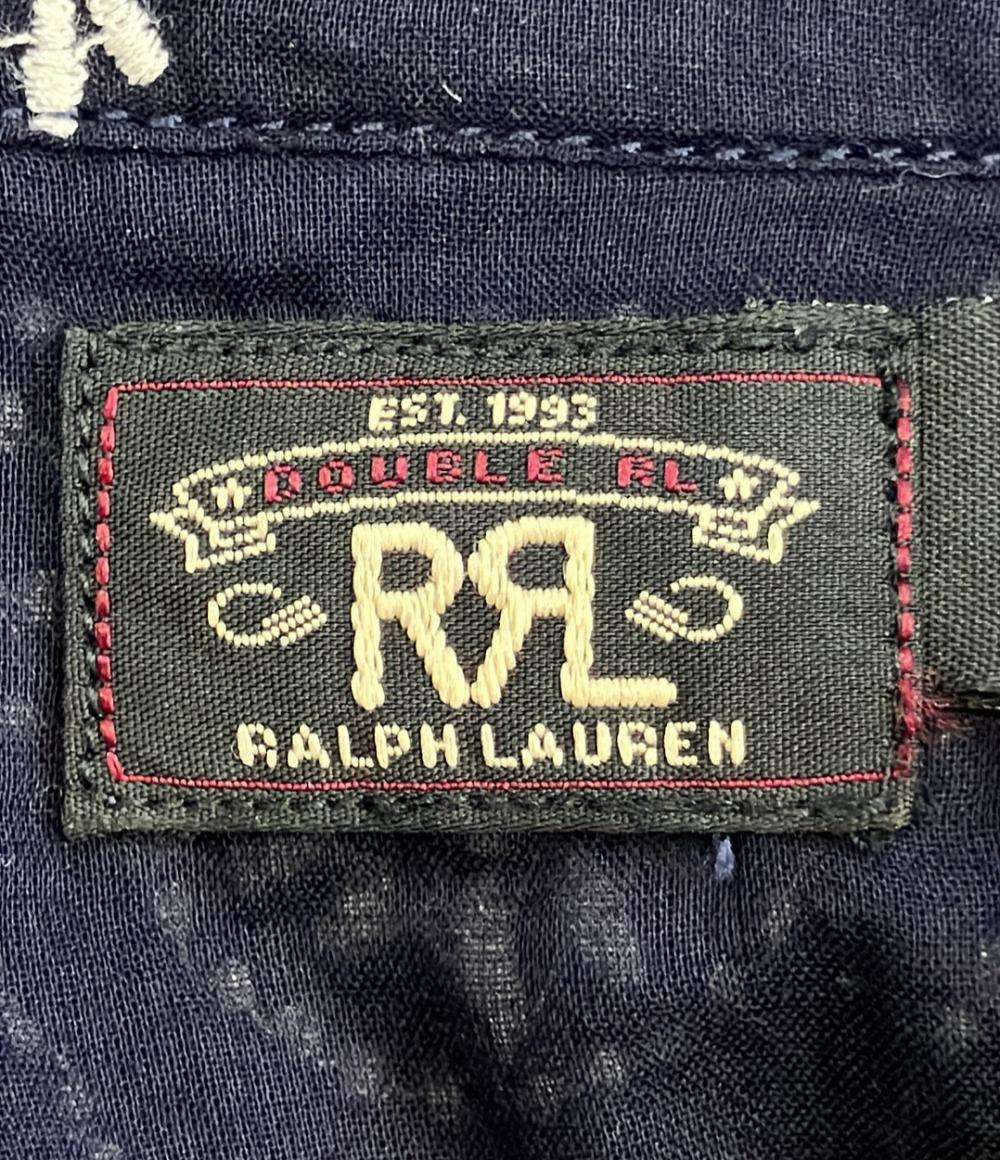 EST. 1993
DOUBLE RL
RRL
RALPH LAUREN